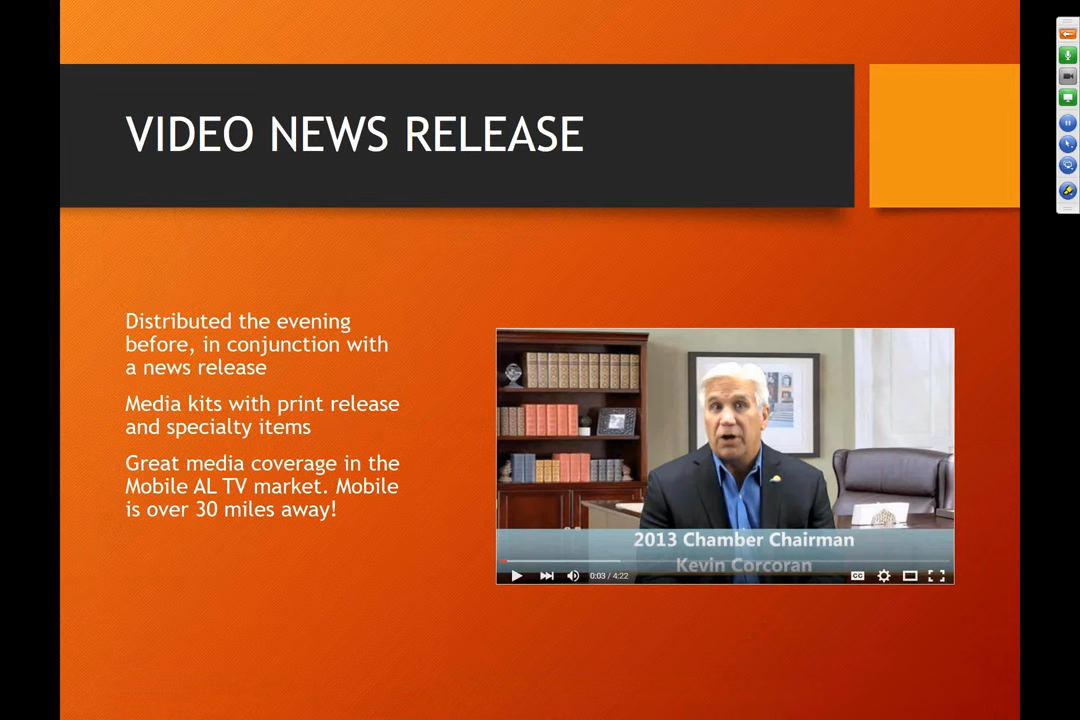 VIDEO NEWS RELEASE
Distributed the evening
before, in conjunction with
a news release
Media kits with print release
and specialty items
Great media coverage in the
Mobile AL TV market. Mobile
is over 30 miles away!
2013 Chamber Chairman
Kevin Corcoran
0:03 / 4:22
CC